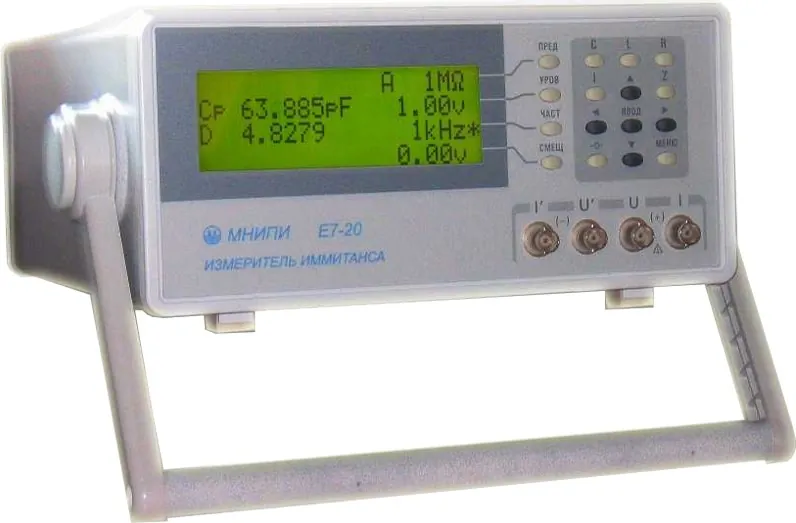 A 1MΩ
Cp 63.885pF 1.00v
D 4.8279 1kHz*
0.00v
ПРЕД
УРОВ
ЧАСТ
СМЕЩ
C L R
I ▲ Z
◄ ВВОД ►
-0- ▼ МЕНЮ
I' U' U I
(–) (+)
МНИПИ E7-20
ИЗМЕРИТЕЛЬ ИММИТАНСА